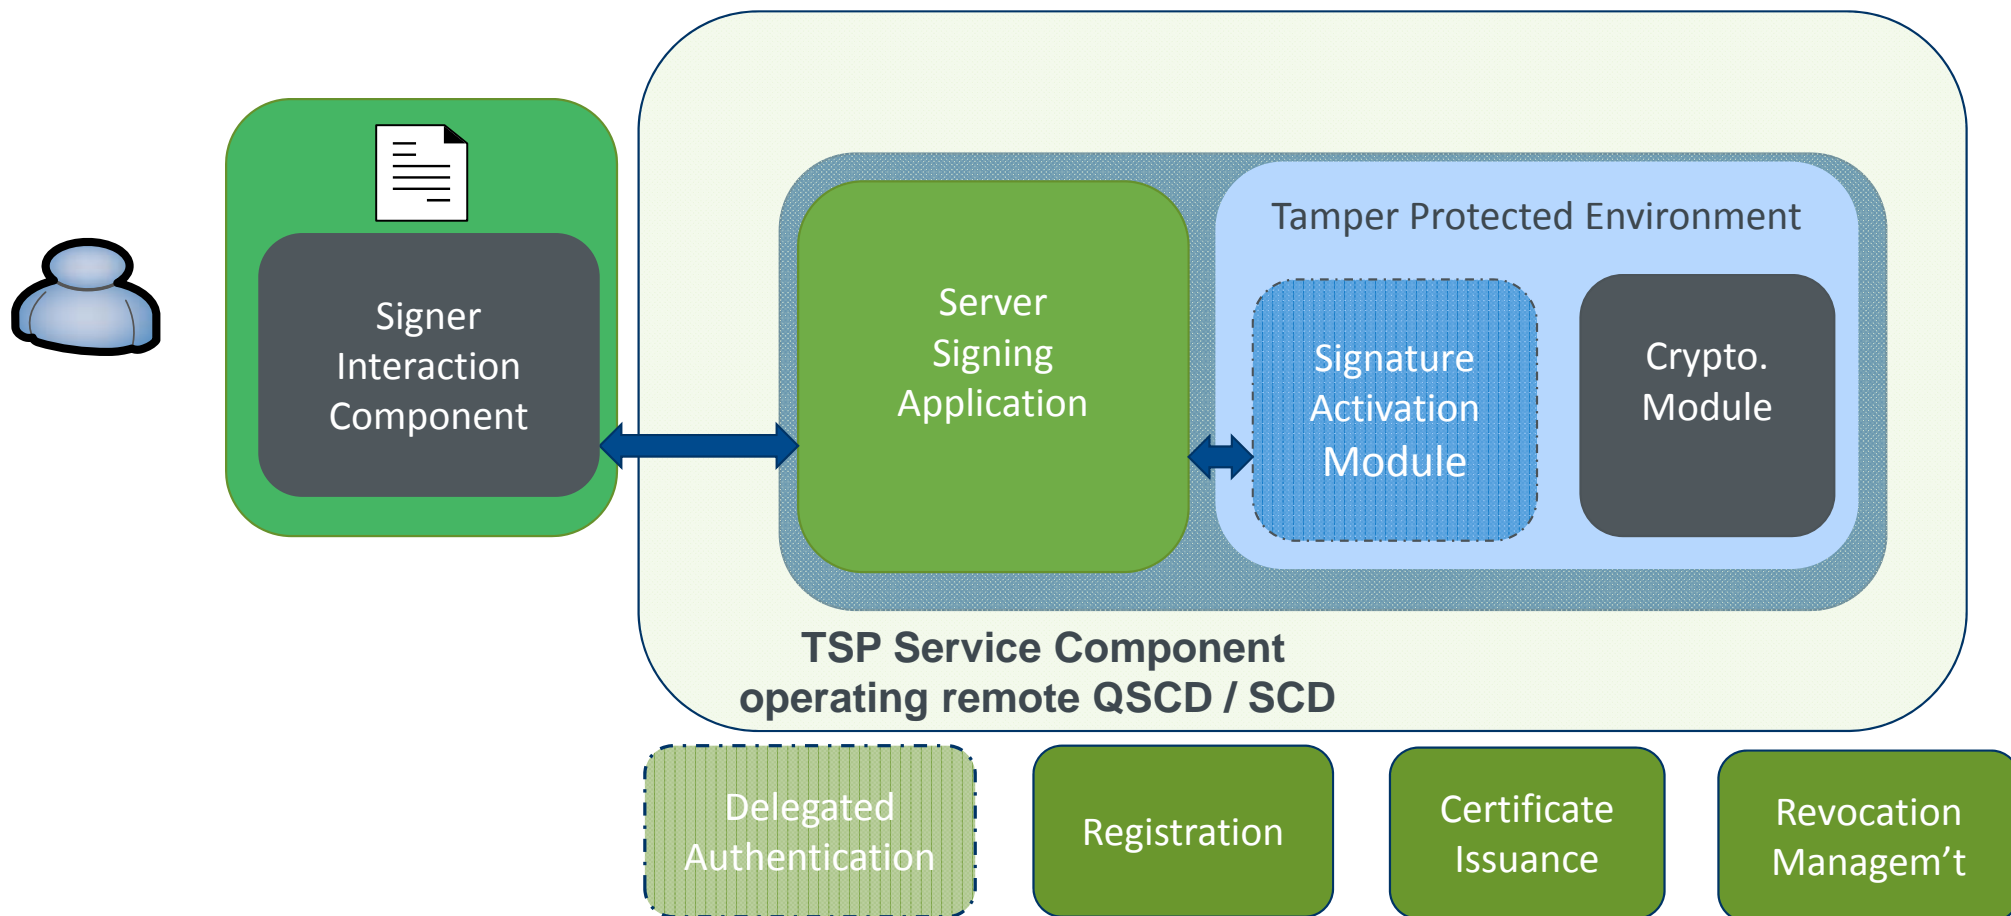 Signer
Interaction
Component
Server
Signing
Application
Tamper Protected Environment
Signature
Activation
Module
Crypto.
Module
TSP Service Component
operating remote QSCD / SCD
Delegated
Authentication
Registration
Certificate
Issuance
Revocation
Managem’t